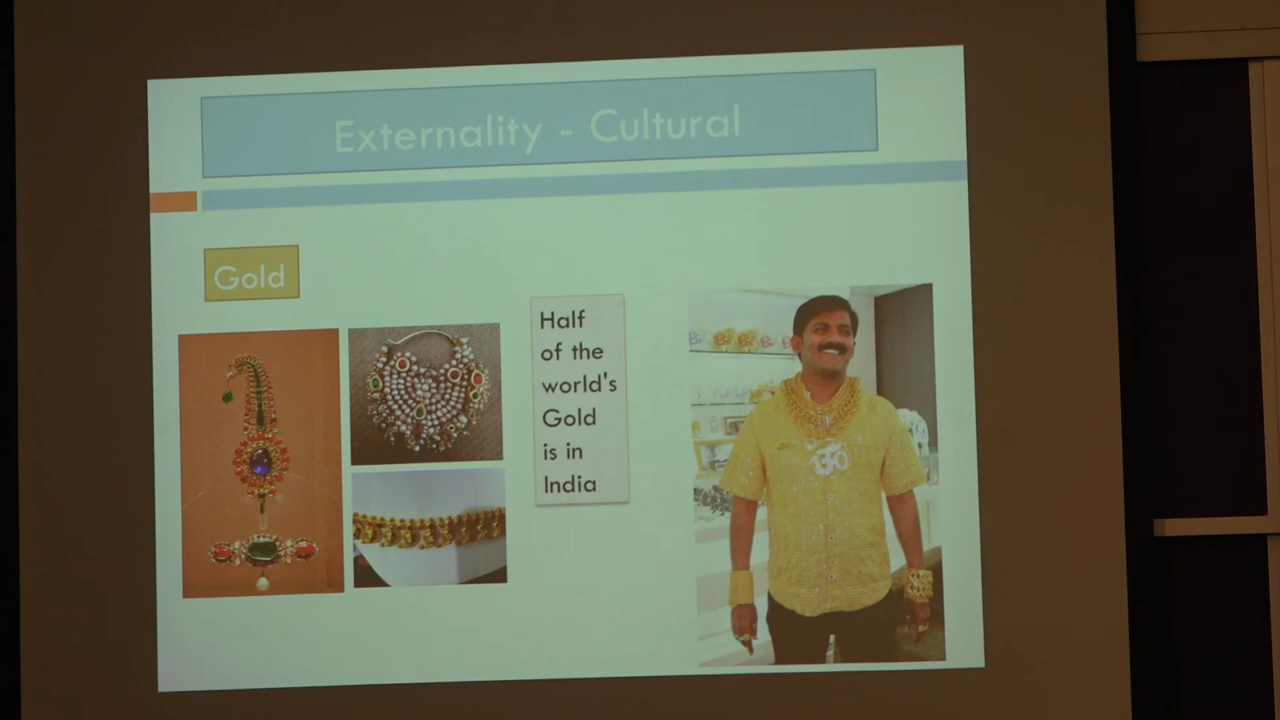 Externality - Cultural
Gold
Half
of the
world's
Gold
is in
India
ॐ